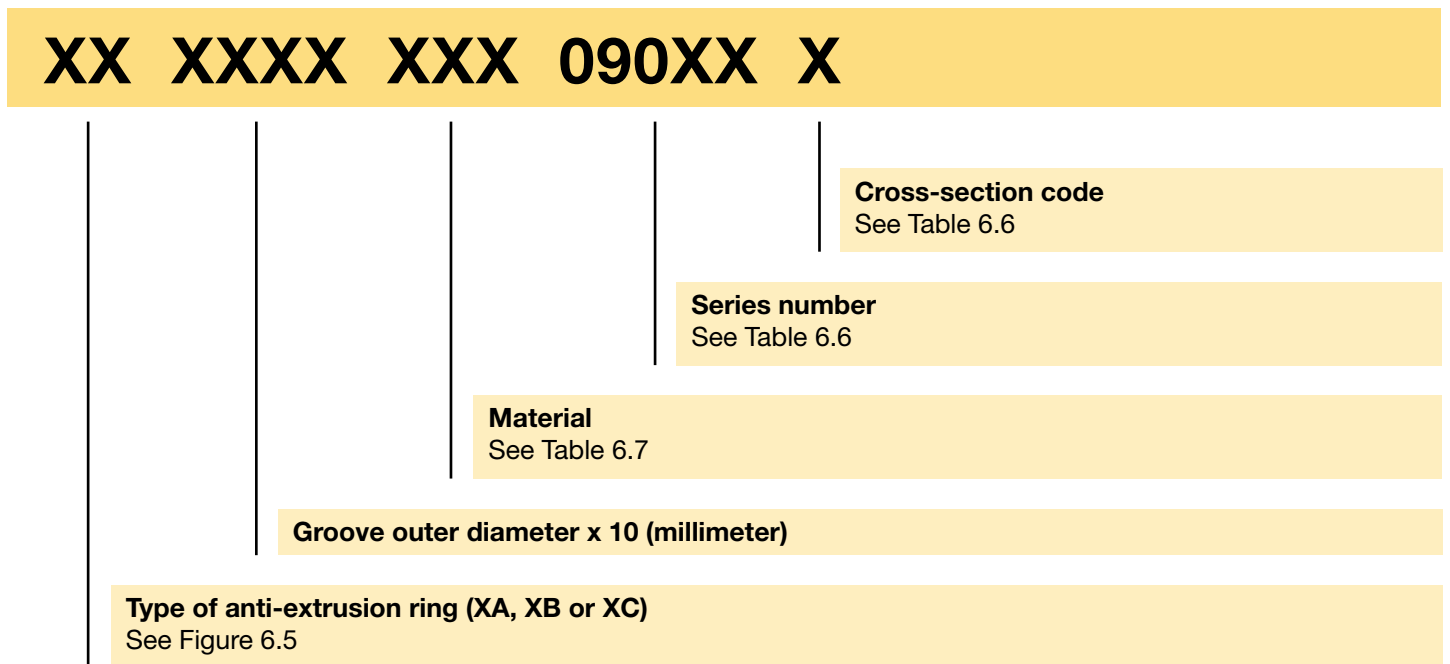 XX XXXX XXX 090XX X
Cross-section code
See Table 6.6
Series number
See Table 6.6
Material
See Table 6.7
Groove outer diameter x 10 (millimeter)
Type of anti-extrusion ring (XA, XB or XC)
See Figure 6.5